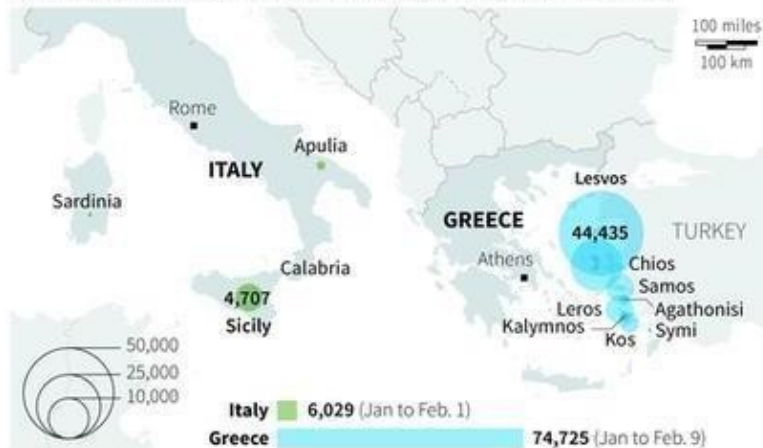 100 miles
100 km
Rome
Apulia
ITALY
Lesvos
Sardinia
GREECE
44,435
TURKEY
Athens
Calabria
Chios
4,707
Samos
Sicily
Leros
Agathonisi
Kalymnos
Symi
Kos
50,000
25,000
10,000
Italy 6,029 (Jan to Feb. 1)
Greece 74,725 (Jan to Feb. 9)